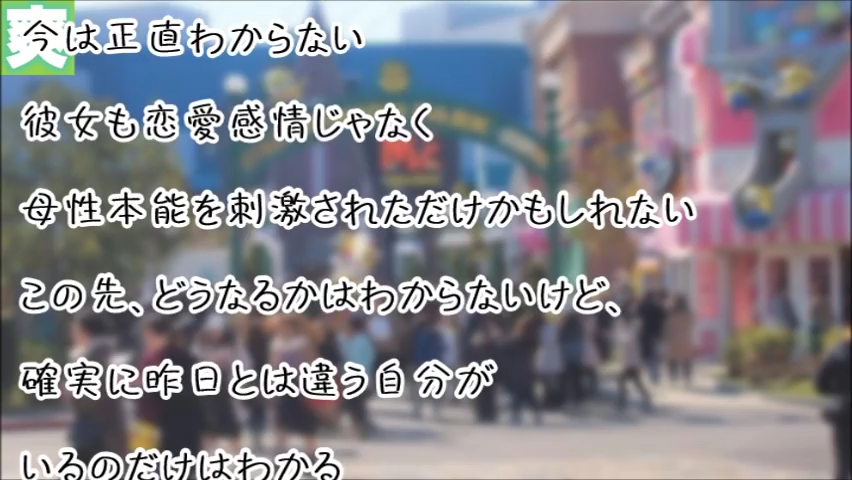 爽
今は正直わからない
彼女も恋愛感情じゃなく
母性本能を刺激されただけかもしれない
この先、どうなるかはわからないけど、
確実に昨日とは違う自分が
いるのだけはわかる